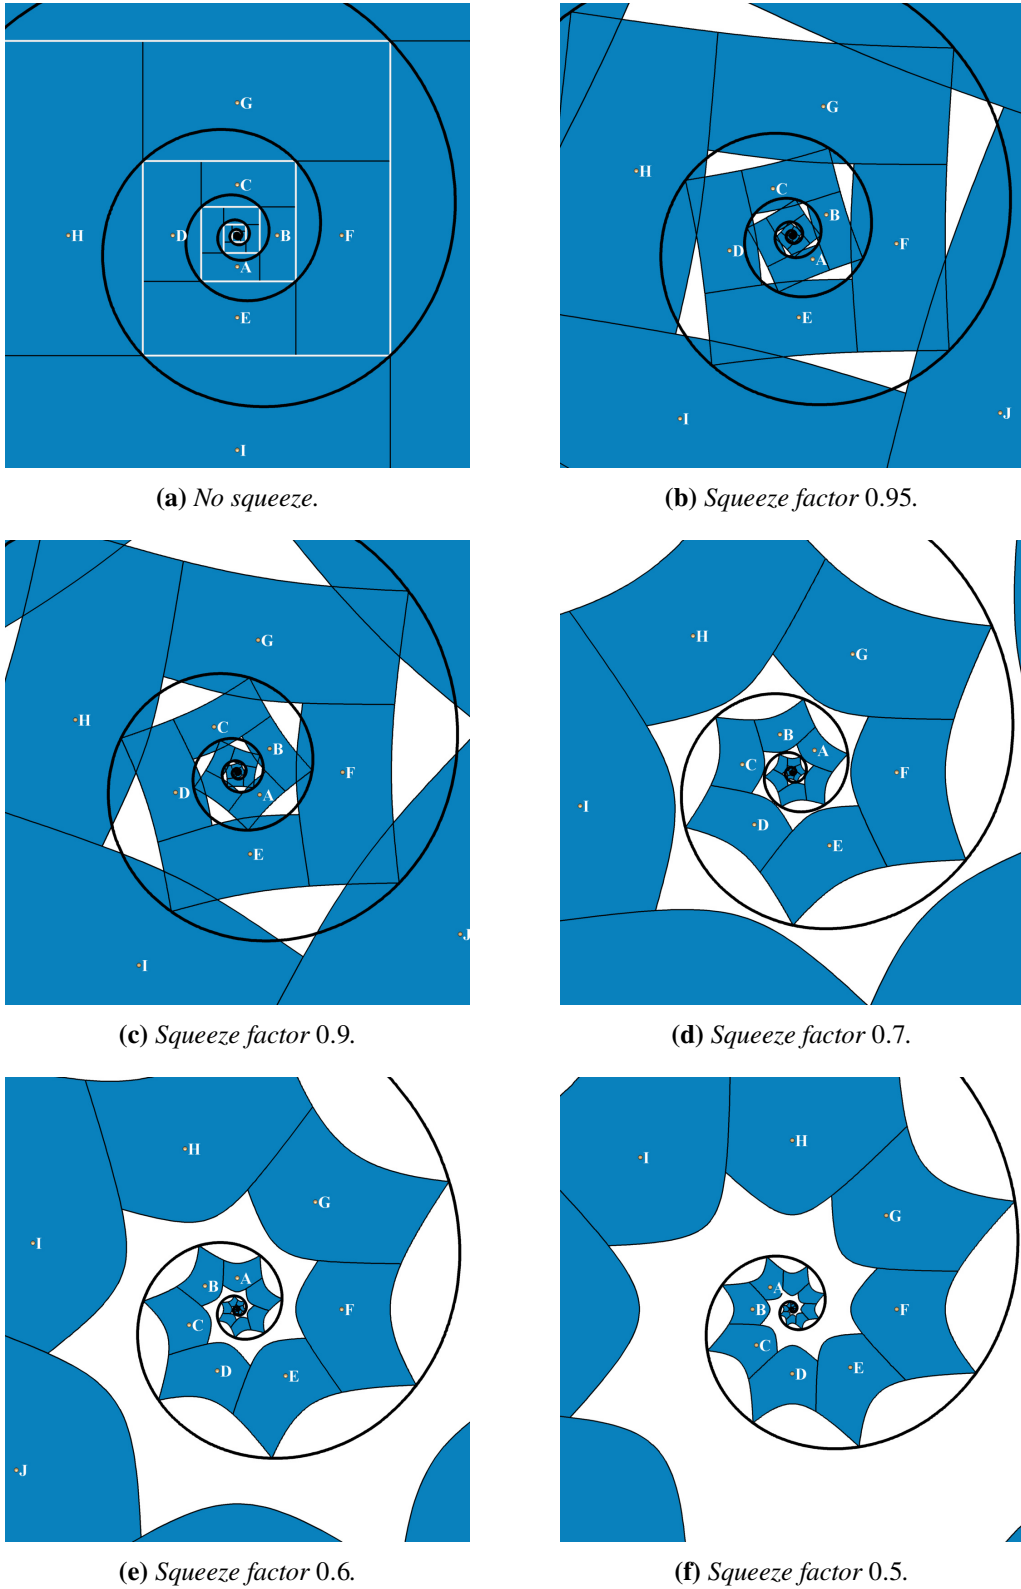 G
C
H
D
B
F
A
E
I
(a) No squeeze.
G
H
C
B
D
F
A
E
I
J
(b) Squeeze factor 0.95.
G
H
C
B
D
A
F
E
J
I
(c) Squeeze factor 0.9.
H
G
B
A
C
F
I
D
E
(d) Squeeze factor 0.7.
H
G
I
A
B
F
C
D
E
J
(e) Squeeze factor 0.6.
H
I
G
A
B
F
C
D
E
(f) Squeeze factor 0.5.